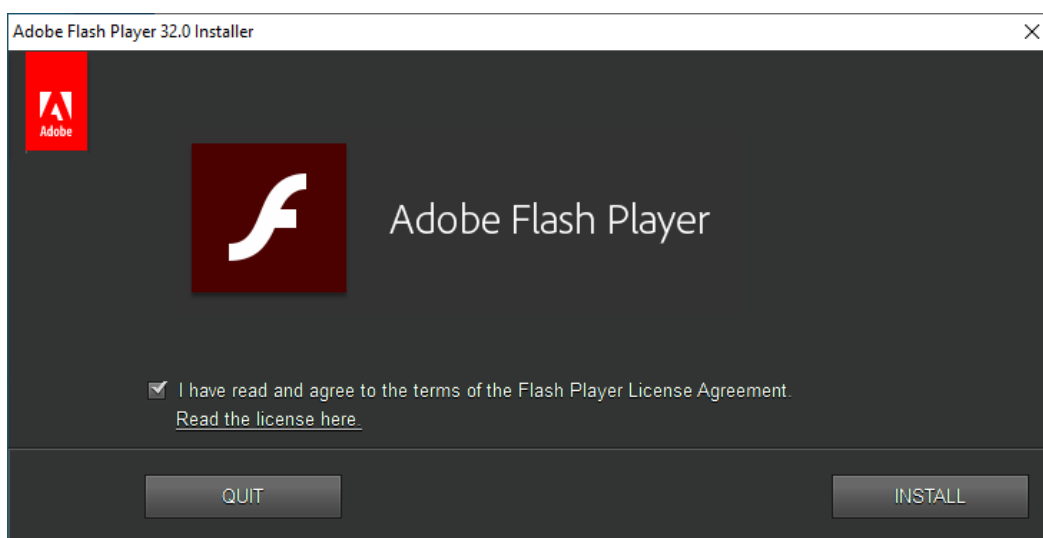 Adobe Flash Player 32.0 Installer
Adobe
Adobe Flash Player
I have read and agree to the terms of the Flash Player License Agreement.
Read the license here.
QUIT
INSTALL